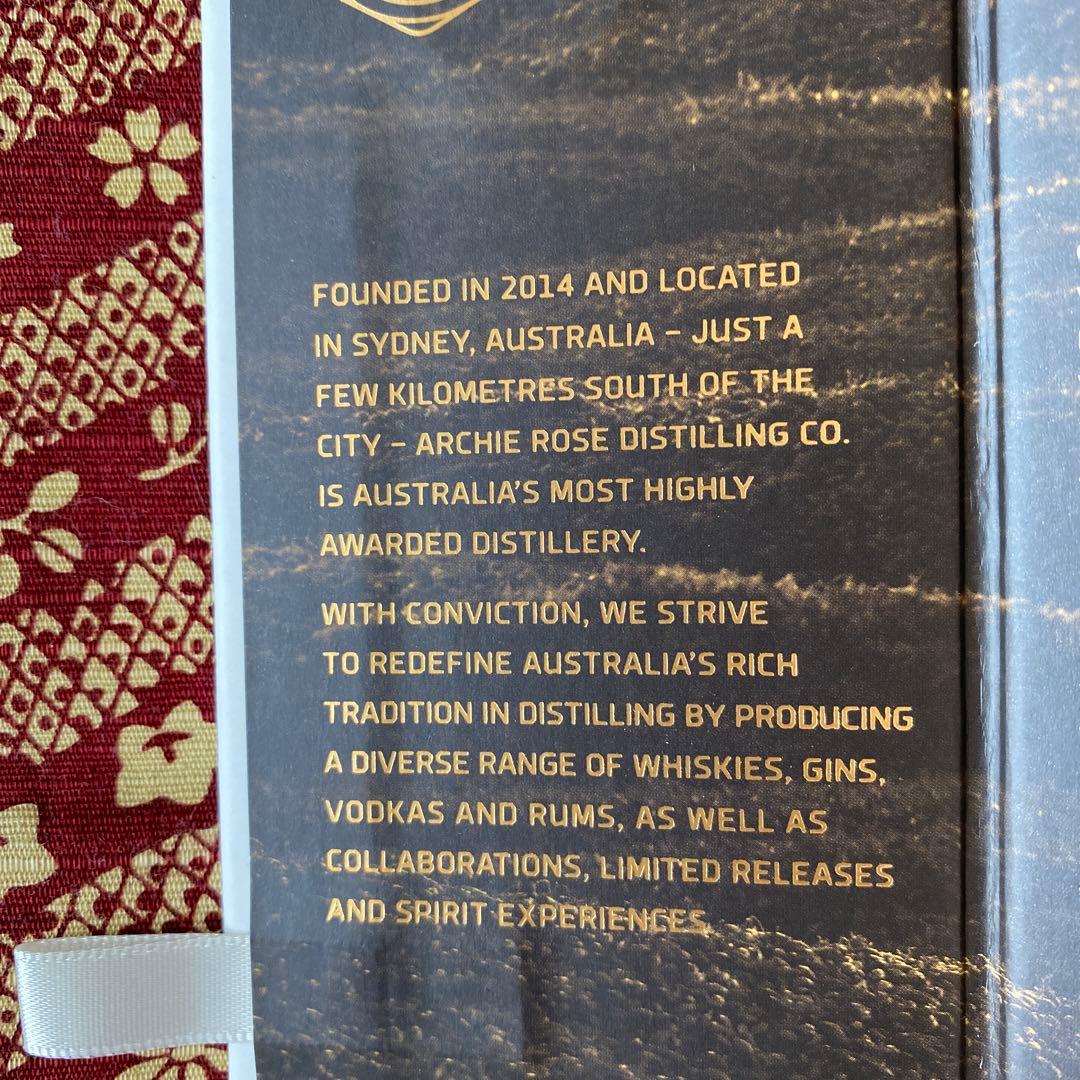 FOUNDED IN 2014 AND LOCATED
IN SYDNEY, AUSTRALIA – JUST A
FEW KILOMETRES SOUTH OF THE
CITY – ARCHIE ROSE DISTILLING CO.
IS AUSTRALIA'S MOST HIGHLY
AWARDED DISTILLERY.
WITH CONVICTION, WE STRIVE
TO REDEFINE AUSTRALIA'S RICH
TRADITION IN DISTILLING BY PRODUCING
A DIVERSE RANGE OF WHISKIES, GINS,
VODKAS AND RUMS, AS WELL AS
COLLABORATIONS, LIMITED RELEASES
AND SPIRIT EXPERIENCES.